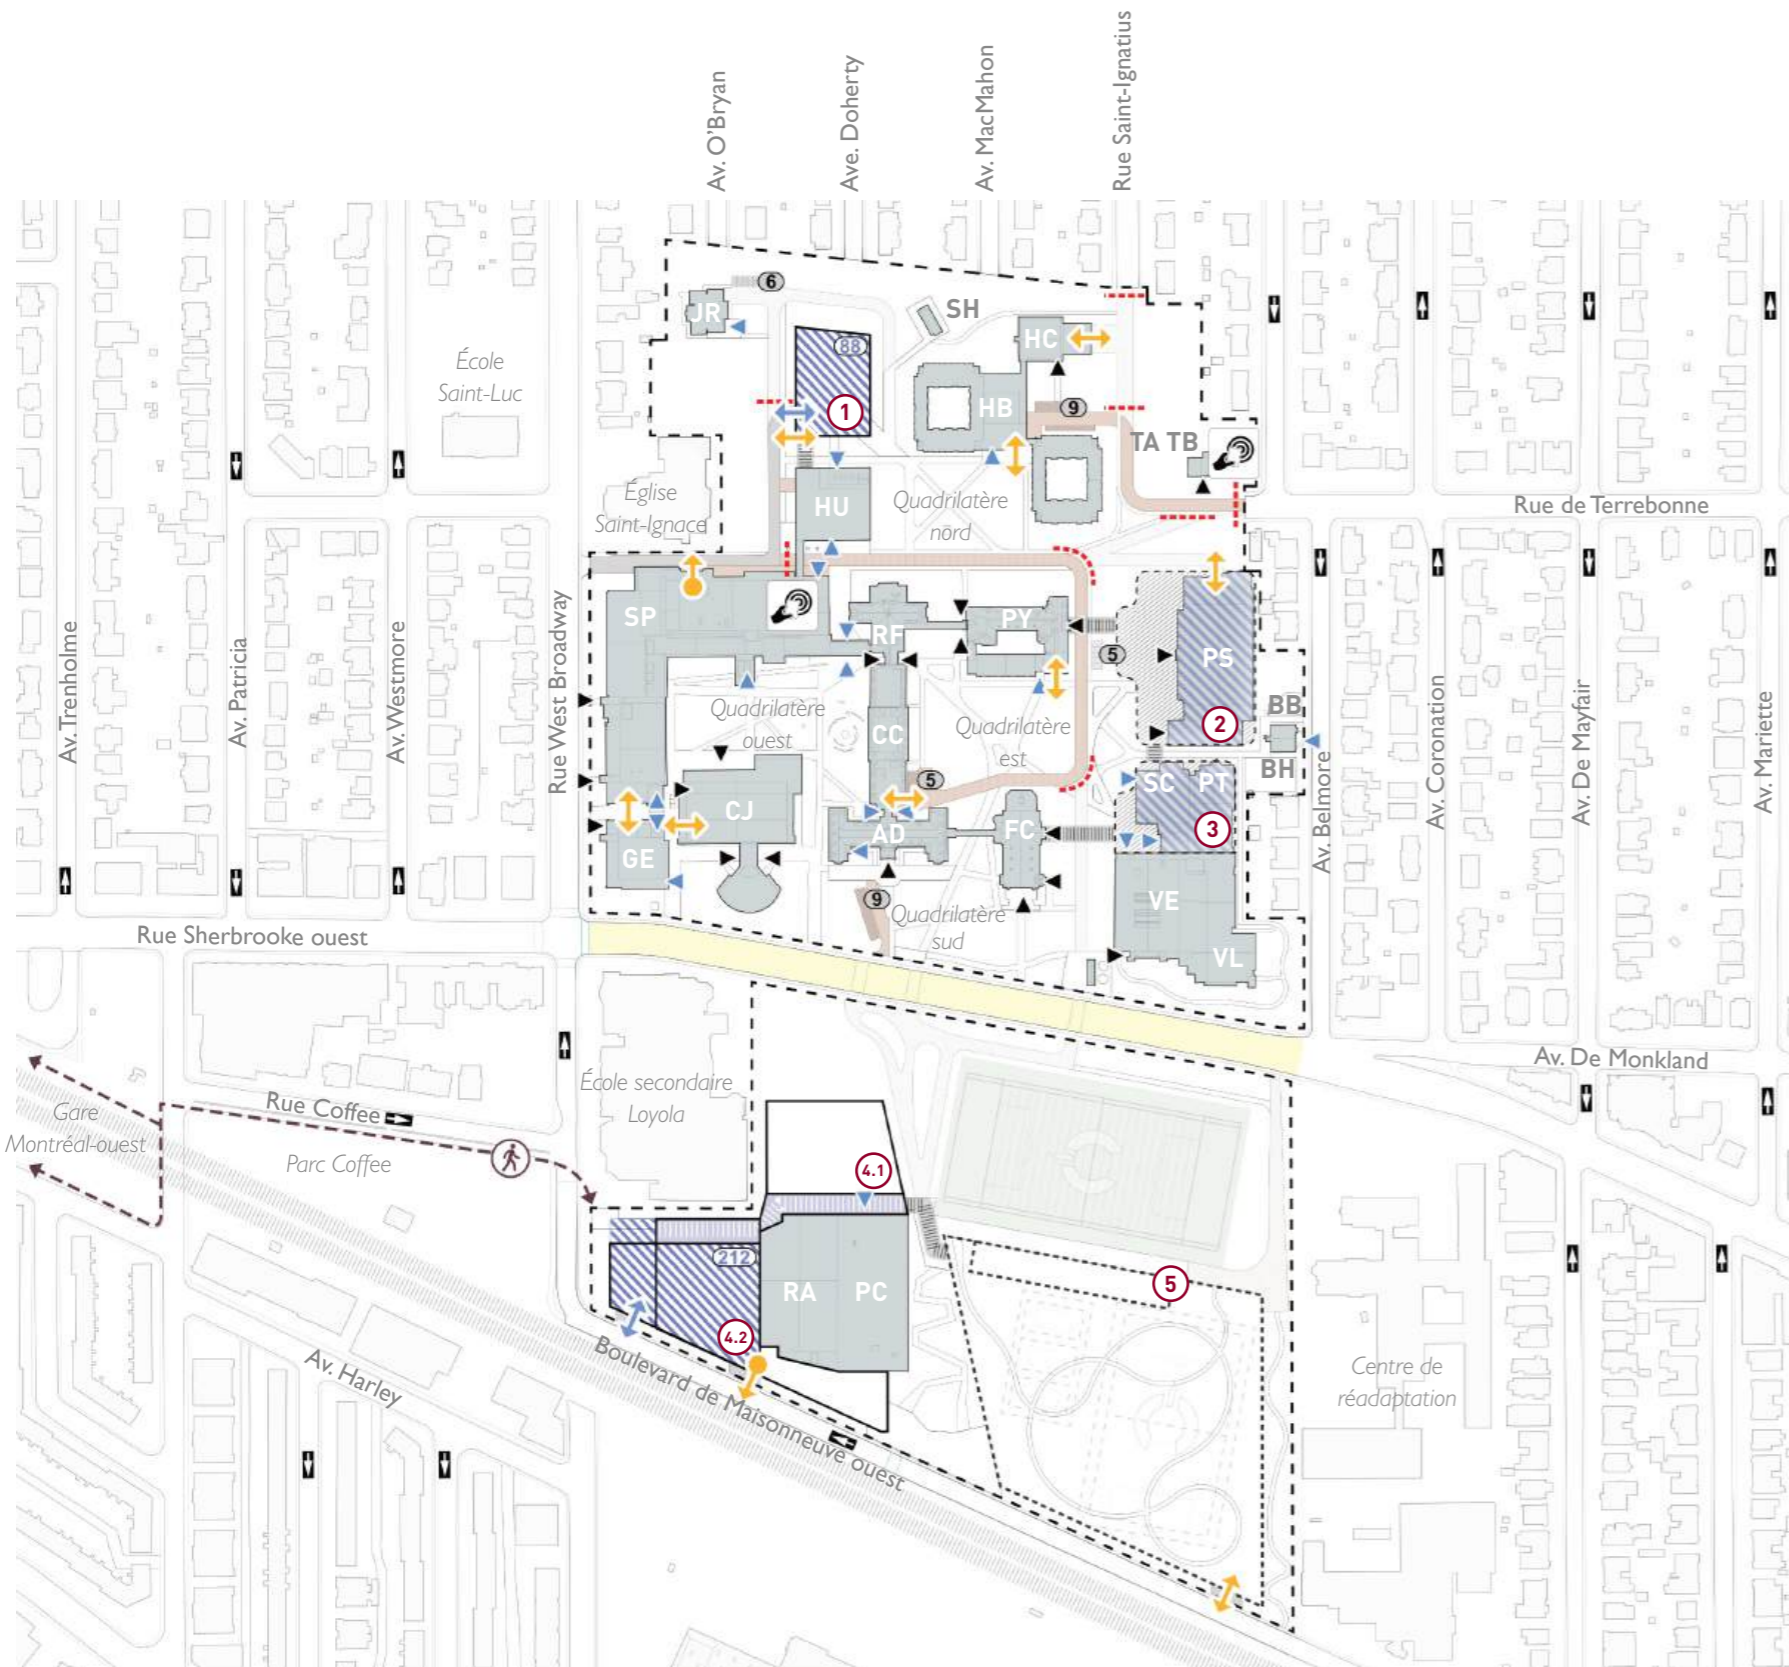 Av. O'Bryan
Ave. Doherty
Av. MacMahon
Rue Saint-Ignatius
6
JR
SH
HC
88
1
École
Saint-Luc
HB
9
TA TB
Église
Saint-Ignace
HU
Quadrilatère
nord
Rue de Terrebonne
SP
RF
PY
5
PS
Av. Trenholme
Av. Patricia
Av. Westmore
Rue West Broadway
Quadrilatère
ouest
CC
Quadrilatère
est
2
BB
BH
Av. Belmore
Av. Coronation
Av. De Mayfair
Av. Mariette
5
SC
PT
CJ
AD
FC
3
GE
9
Quadrilatère
sud
VE
VL
Rue Sherbrooke ouest
Av. De Monkland
École secondaire
Loyola
Rue Coffee
Gare
Montréal-ouest
Parc Coffee
4.1
212
RA
PC
5
4.2
Boulevard de Maisonneuve ouest
Av. Harley
Centre de
réadaptation